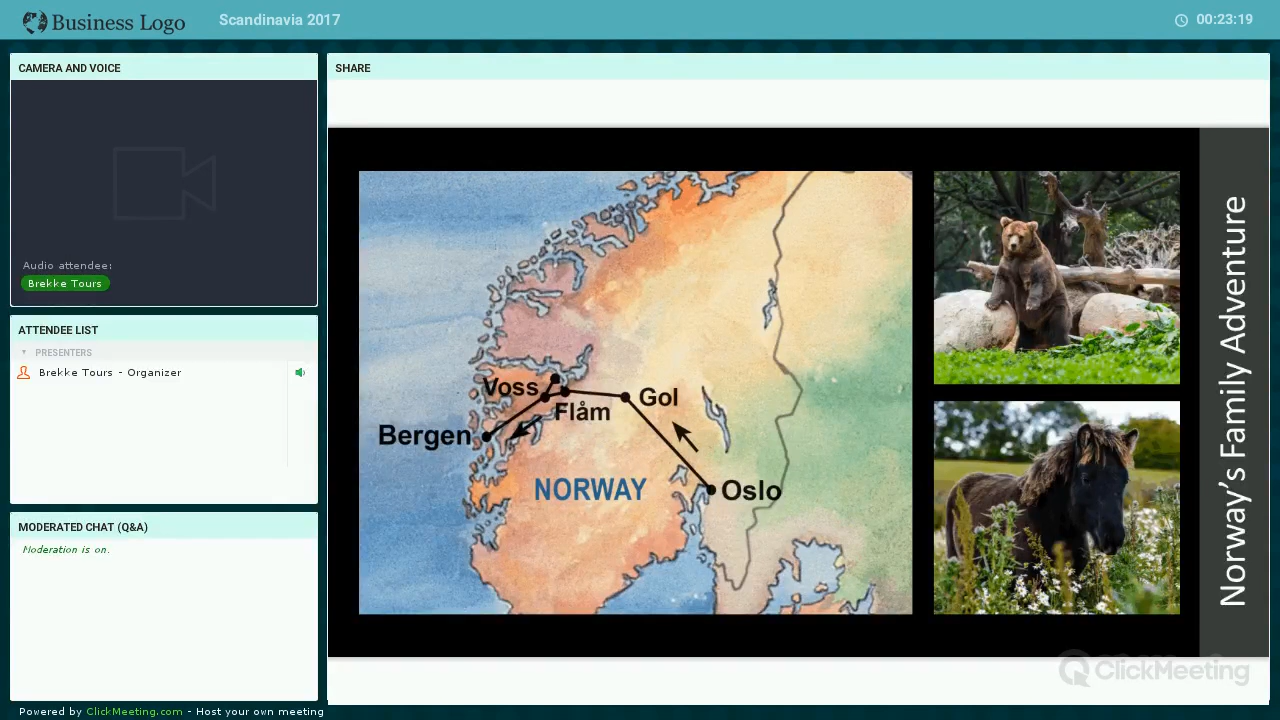 Business Logo
Scandinavia 2017
00:23:19
CAMERA AND VOICE
Audio attendee:
Brekke Tours
ATTENDEE LIST
PRESENTERS
Brekke Tours - Organizer
MODERATED CHAT (Q&A)
Moderation is on.
Powered by ClickMeeting.com - Host your own meeting
SHARE
Voss
Flåm
Gol
Bergen
NORWAY
Oslo
Norway's Family Adventure
ClickMeeting